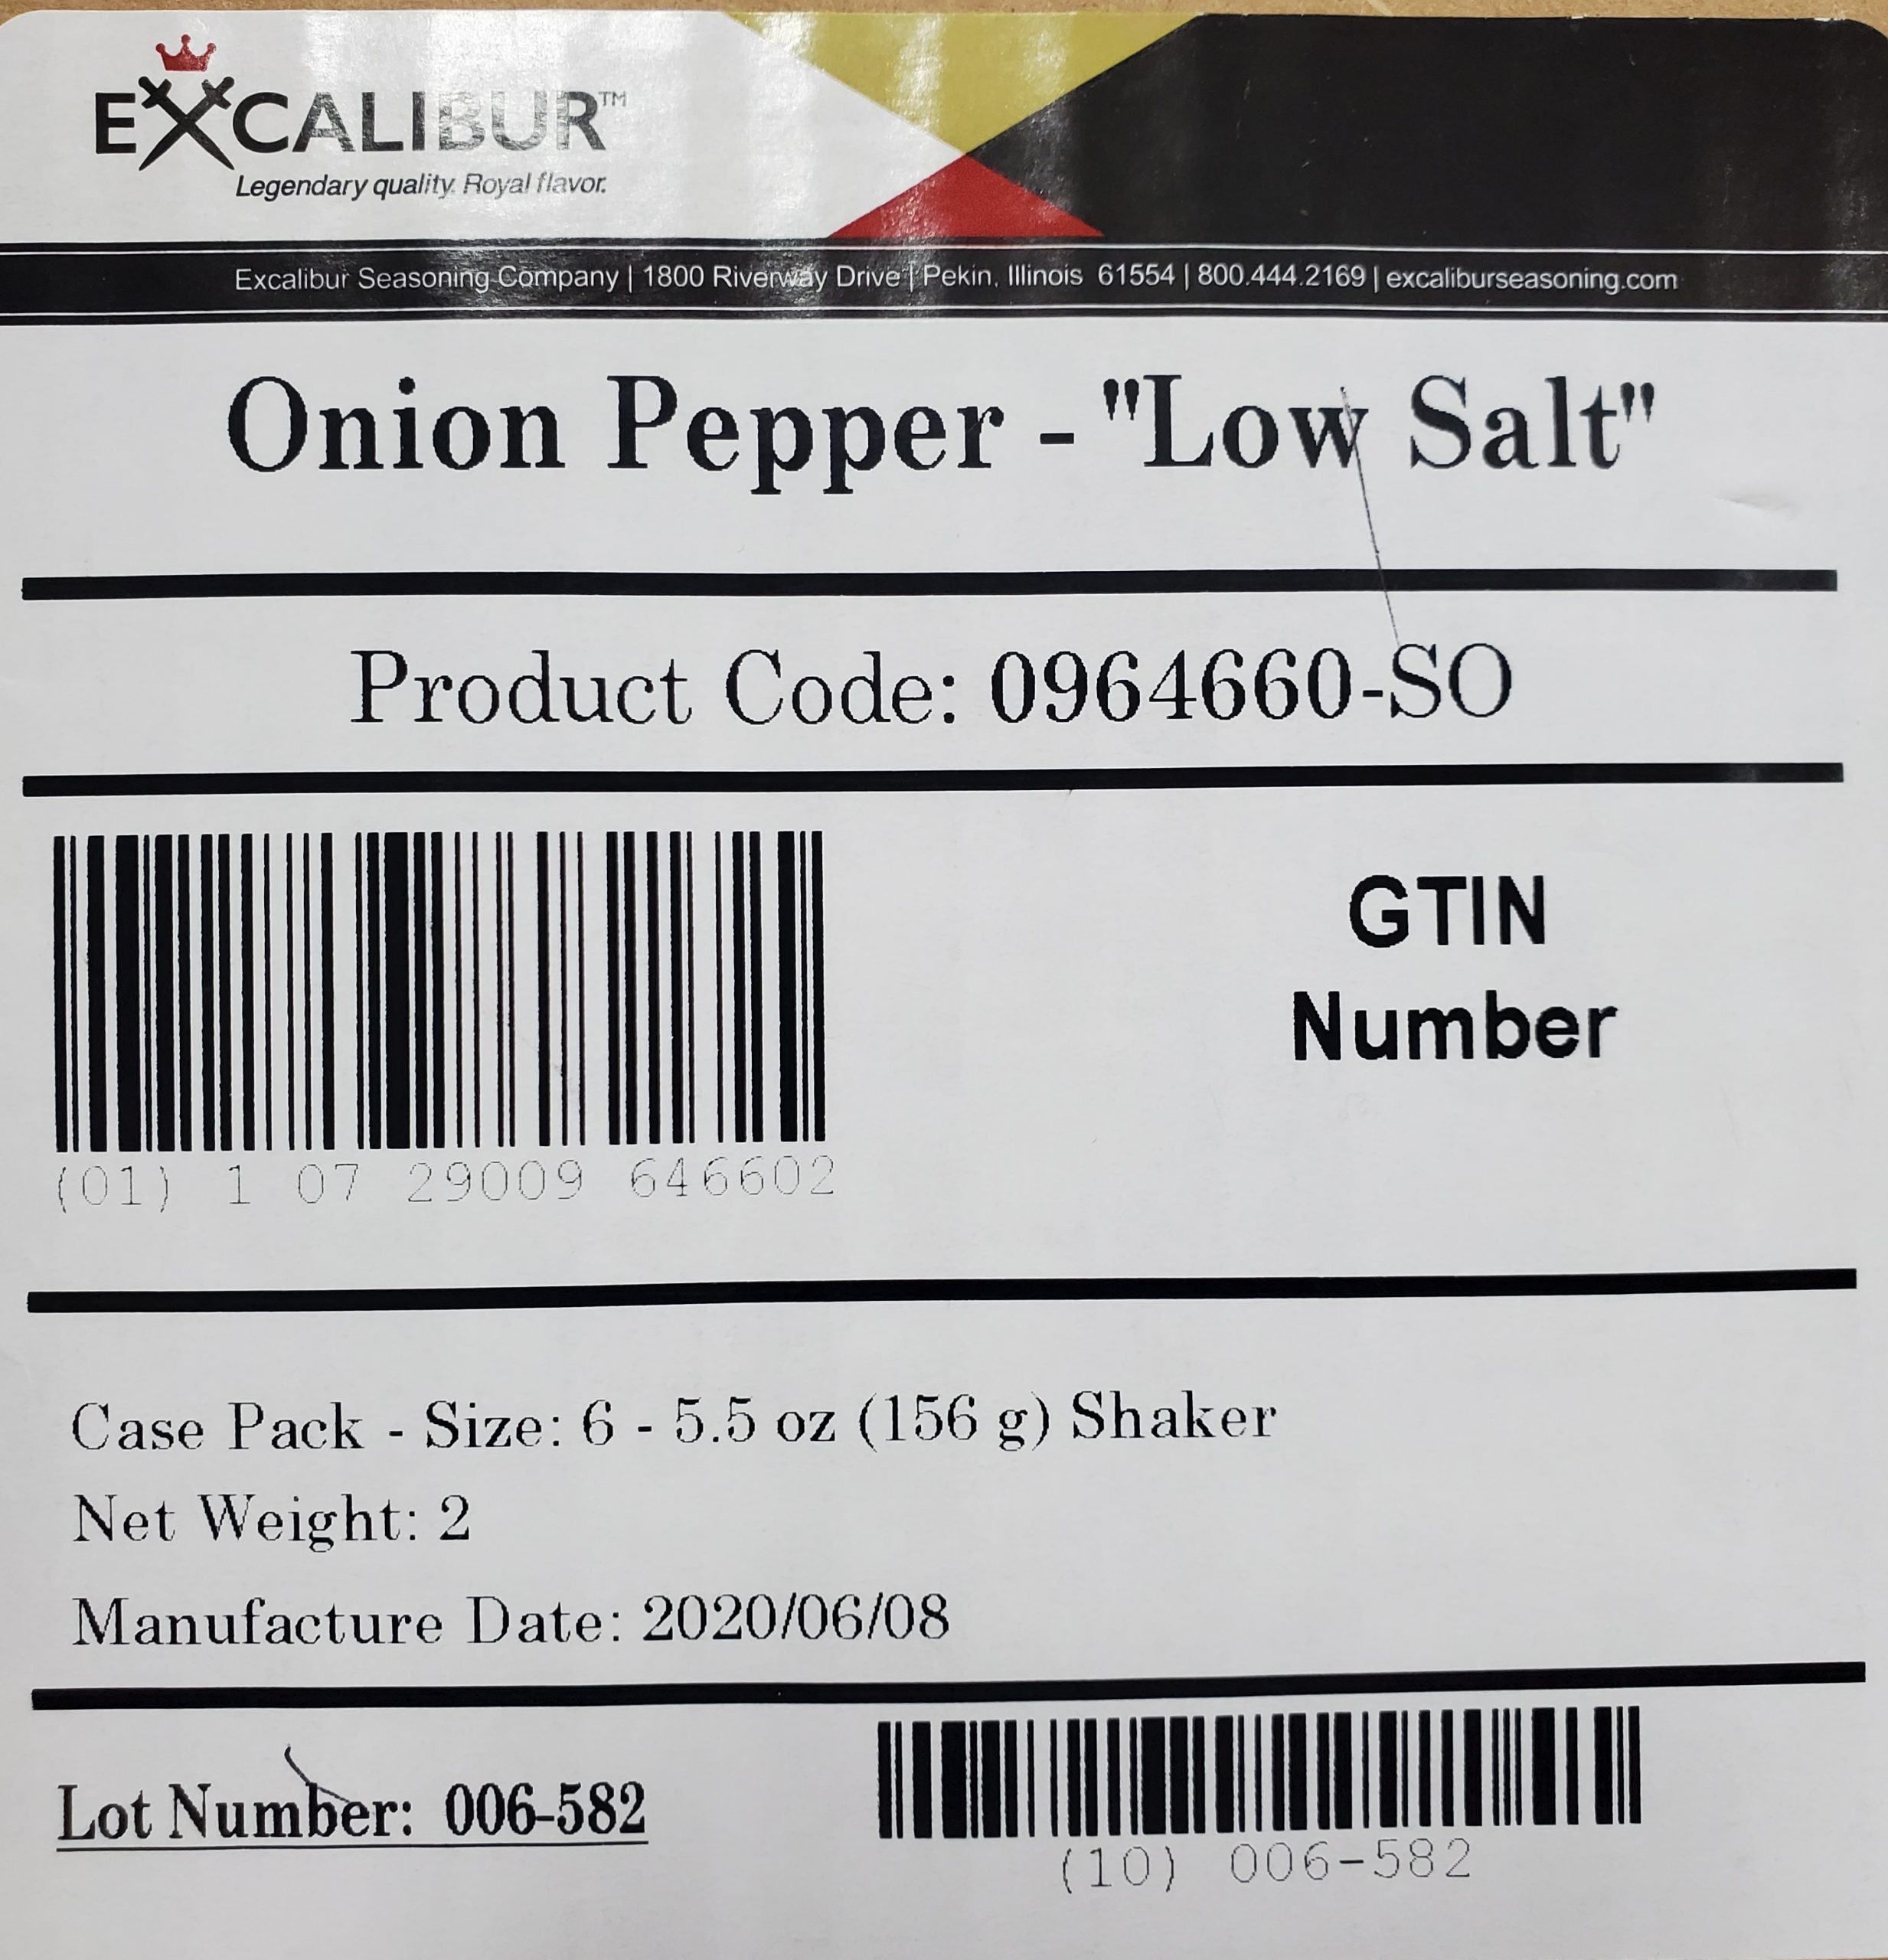 EXCALIBUR™
Legendary quality. Royal flavor.
Excalibur Seasoning Company | 1800 Riverway Drive | Pekin, Illinois 61554 | 800.444.2169 | excaliburseasoning.com
Onion Pepper - "Low Salt"
Product Code: 0964660-SO
GTIN
Number
(01) 1 07 29009 646602
Case Pack - Size: 6 - 5.5 oz (156 g) Shaker
Net Weight: 2
Manufacture Date: 2020/06/08
Lot Number: 006-582
(10) 006-582